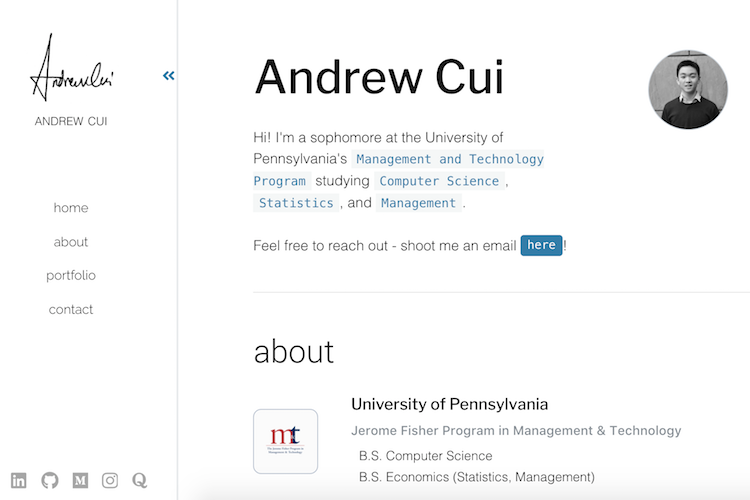 Andrew Cui
ANDREW CUI
home
about
portfolio
contact
Andrew Cui
Hi! I'm a sophomore at the University of
Pennsylvania's Management and Technology
Program studying Computer Science,
Statistics, and Management.
Feel free to reach out - shoot me an email here!
about
mt
The Jerome Fisher Program in
Management & Technology
University of Pennsylvania
Jerome Fisher Program in Management & Technology
B.S. Computer Science
B.S. Economics (Statistics, Management)